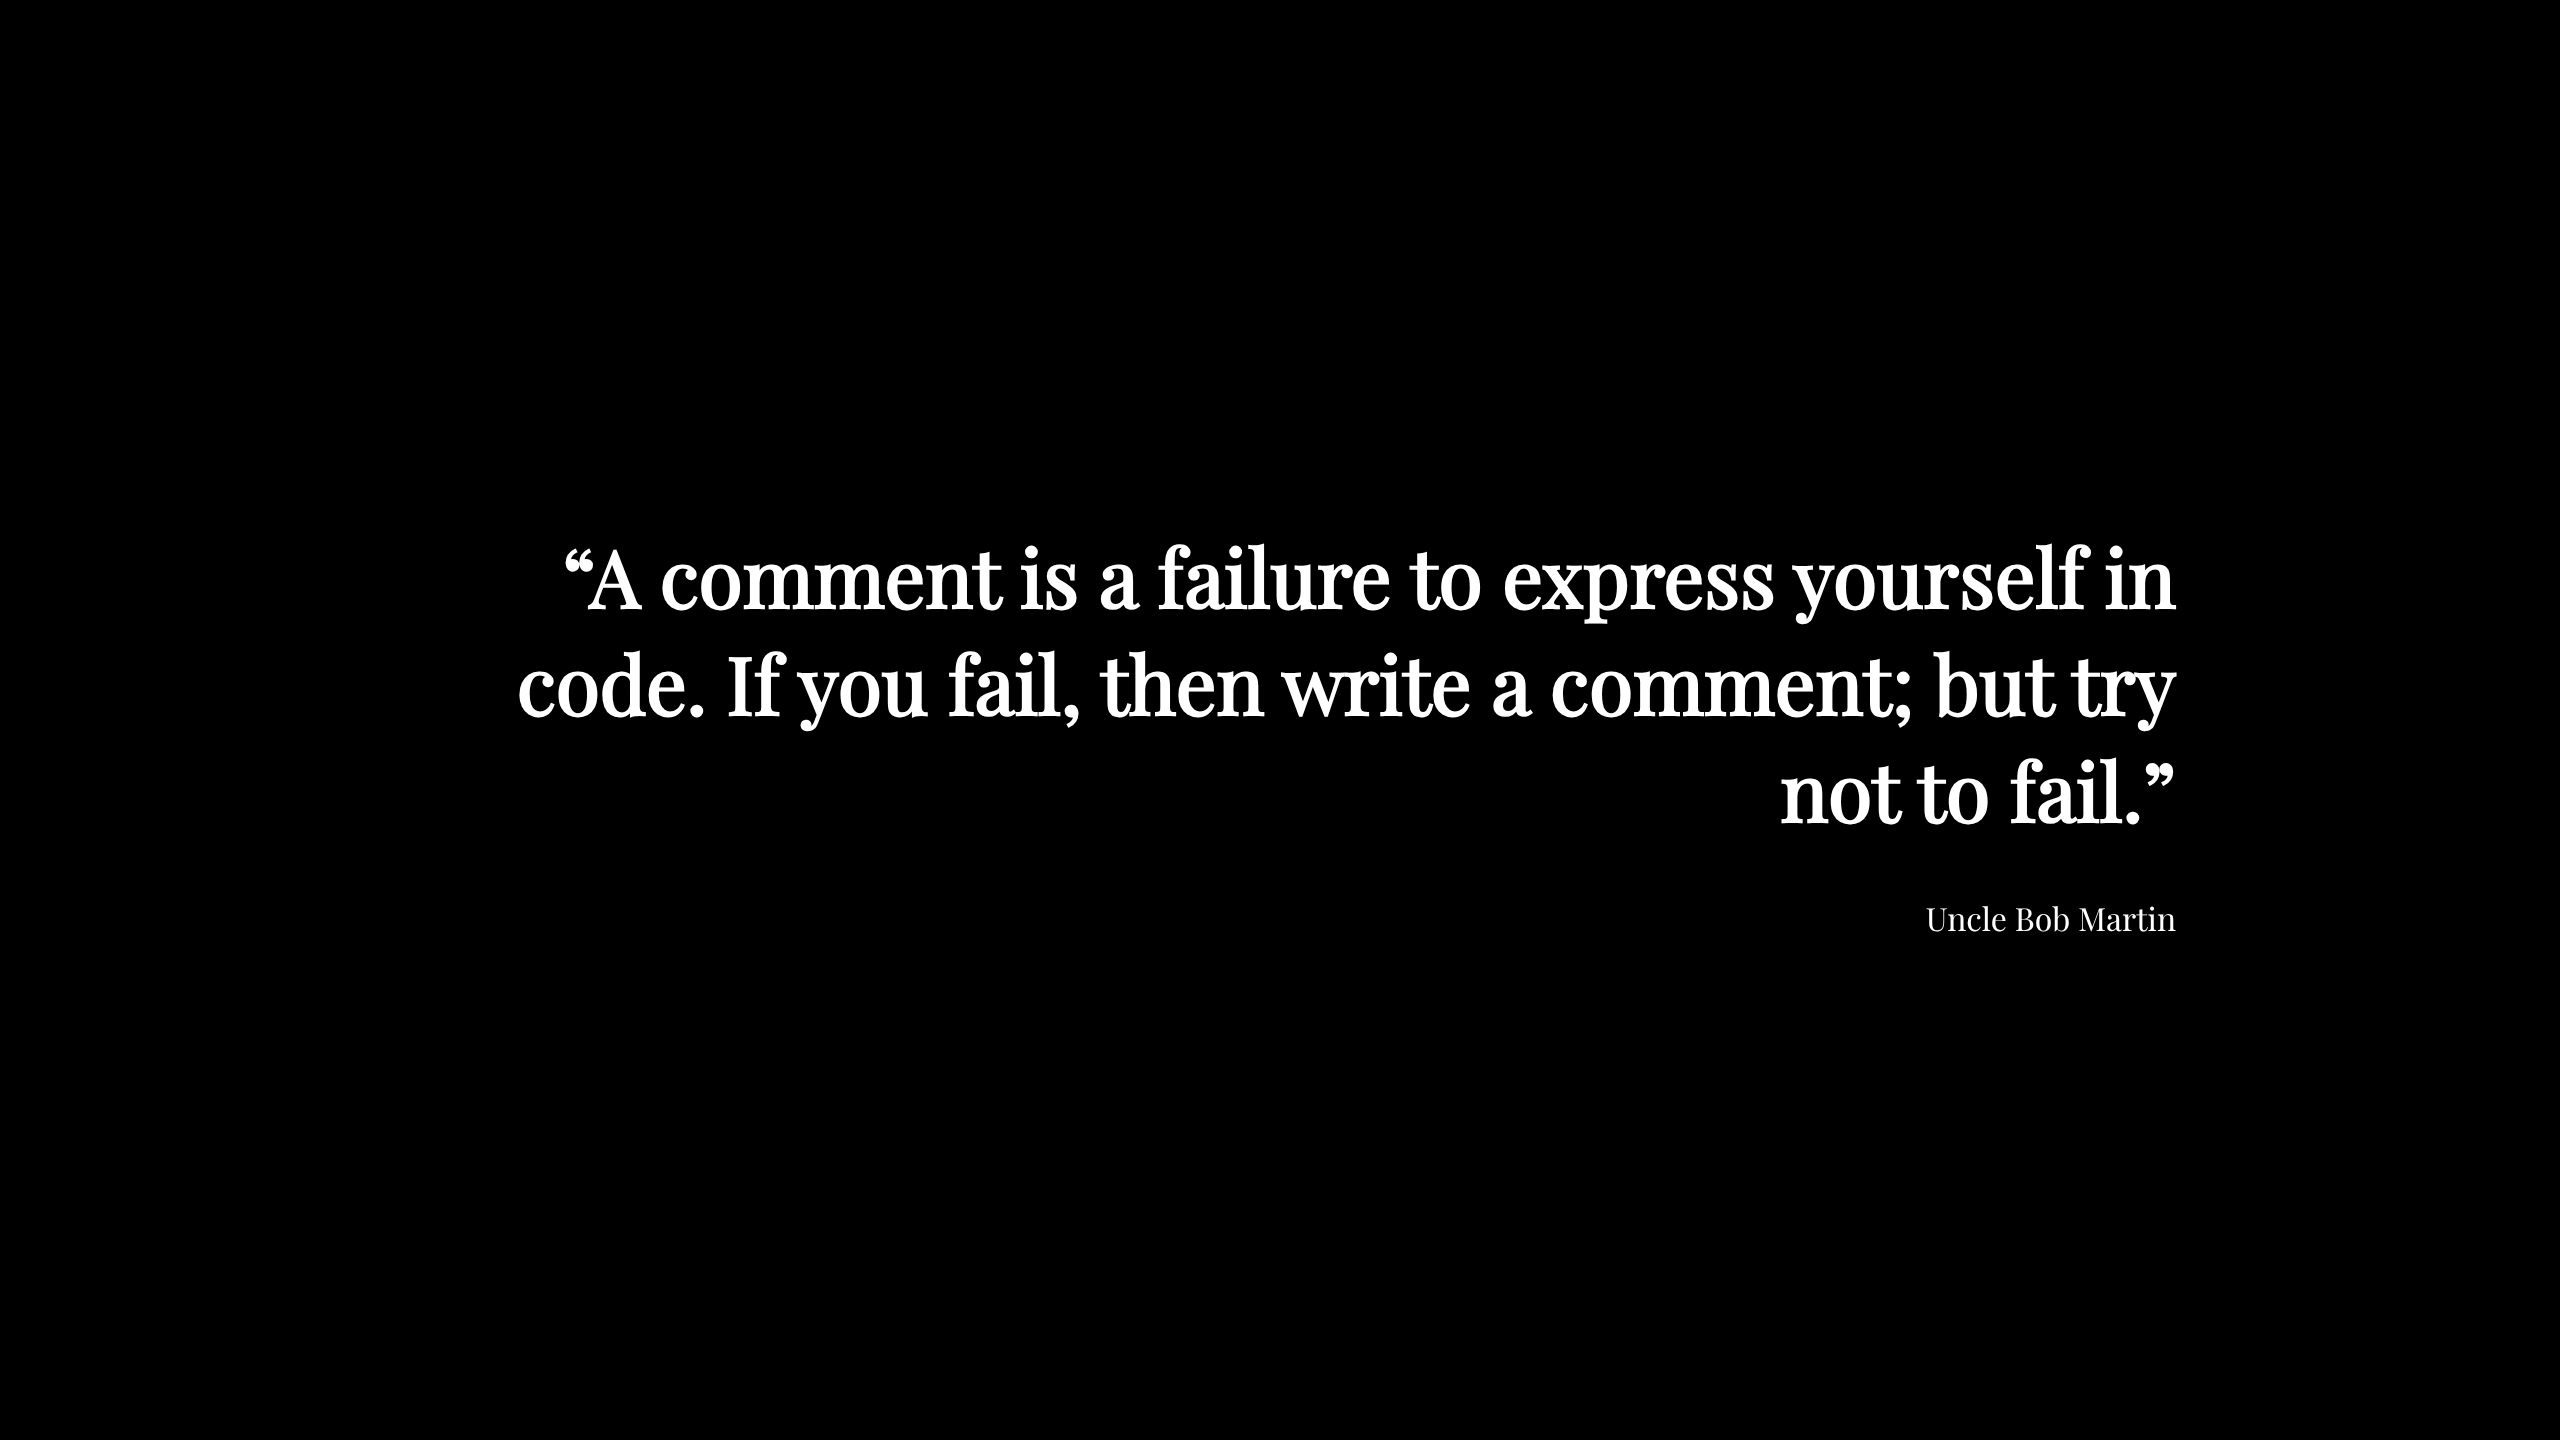 “A comment is a failure to express yourself in
code. If you fail, then write a comment; but try
not to fail.”
Uncle Bob Martin